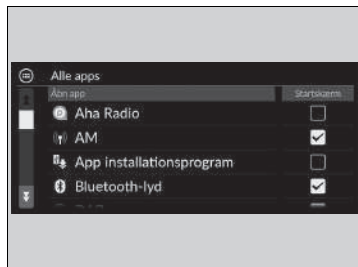 Alle apps
Åbn app Startskærm
Aha Radio
AM
App installationsprogram
Bluetooth-lyd